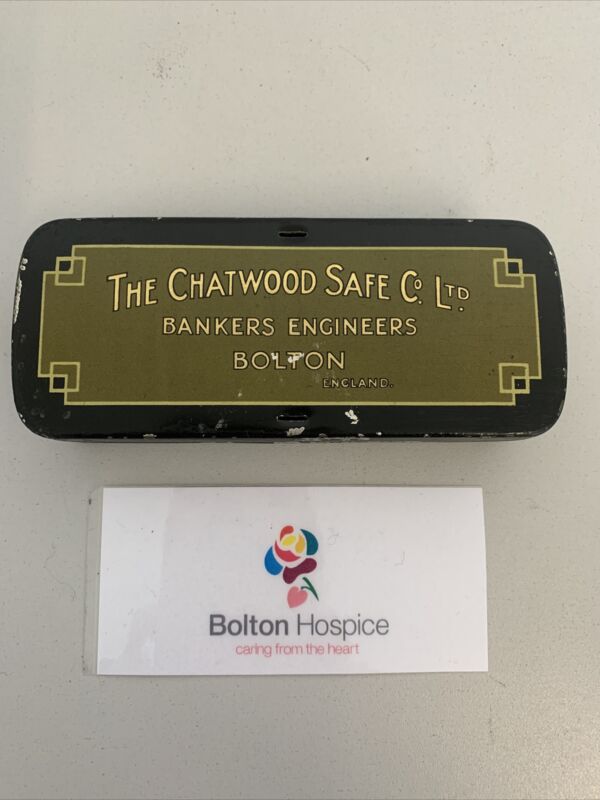 THE CHATWOOD SAFE CO. LTD.
BANKERS ENGINEERS
BOLTON
ENGLAND.
Bolton Hospice
caring from the heart